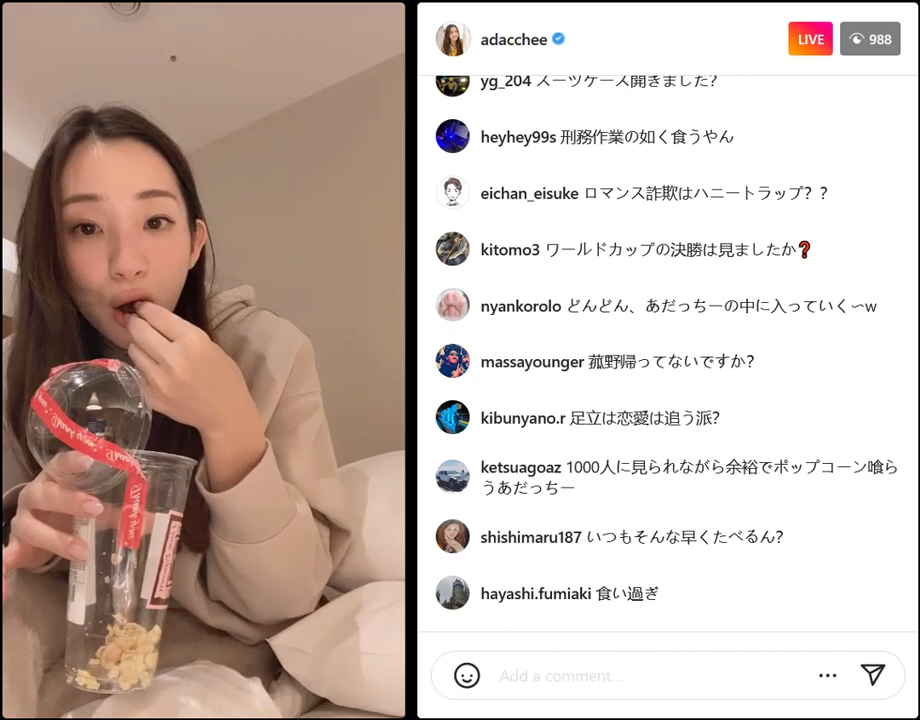 adacchee
LIVE
988
yg_204 スーツケース開きました?
heyhey99s 刑務作業の如く食うやん
eichan_eisuke ロマンス詐欺はハニートラップ? ?
kitomo3 ワールドカップの決勝は見ましたか❓
nyankorolo どんどん、あだっちーの中に入っていく〜w
massayounger 菰野帰ってないですか?
kibunyano.r 足立は恋愛は追う派?
ketsuagoaz 1000人に見られながら余裕でポップコーン喰ら
うあだっちー
shishimaru187 いつもそんな早くたべるん?
hayashi.fumiaki 食い過ぎ
Add a comment...